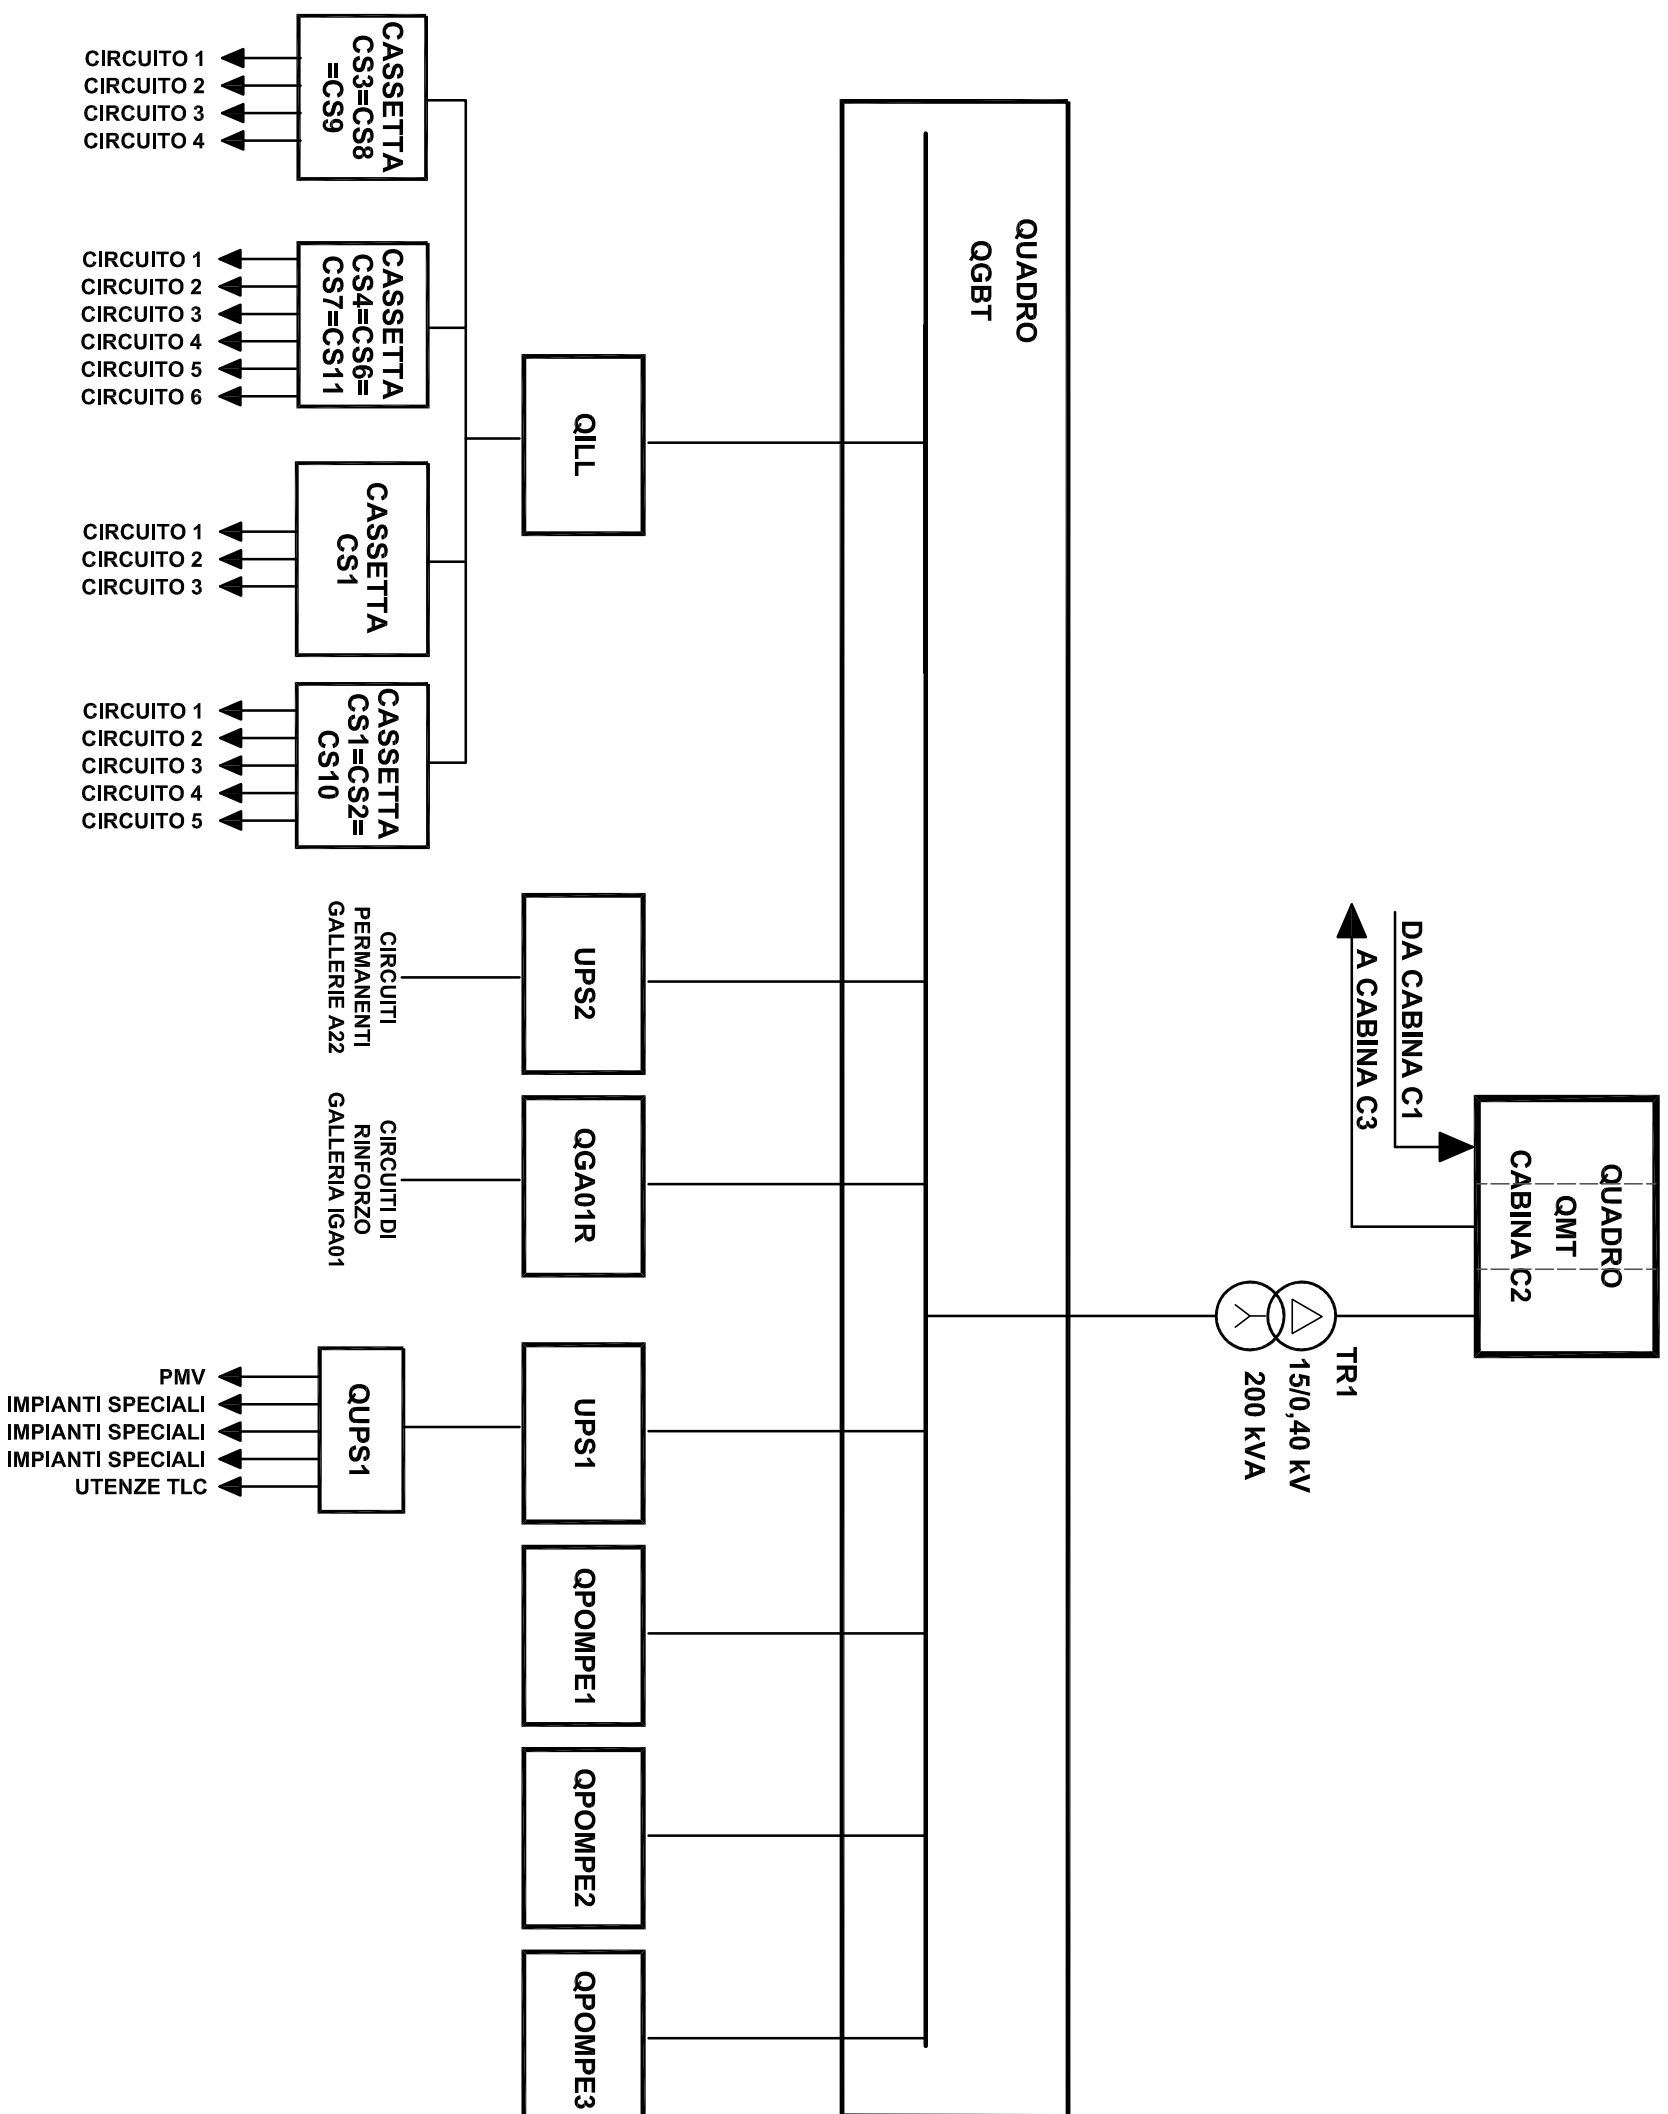 CIRCUITO 1
CIRCUITO 2
CIRCUITO 3
CIRCUITO 4
CASSETTA
CS3=CS8
=CS9
CIRCUITO 1
CIRCUITO 2
CIRCUITO 3
CIRCUITO 4
CIRCUITO 5
CIRCUITO 6
CASSETTA
CS4=CS6=
CS7=CS11
CIRCUITO 1
CIRCUITO 2
CIRCUITO 3
CASSETTA
CS1
CIRCUITO 1
CIRCUITO 2
CIRCUITO 3
CIRCUITO 4
CIRCUITO 5
CASSETTA
CS1=CS2=
CS10
QILL
QUADRO
QGBT
CIRCUITI
PERMANENTI
GALLERIE A22
UPS2
CIRCUITI DI
RINFORZO
GALLERIA IGA01
QGA01R
DA CABINA C1
A CABINA C3
QUADRO
QMT
CABINA C2
TR1
15/0,40 kV
200 kVA
PMV
IMPIANTI SPECIALI
IMPIANTI SPECIALI
IMPIANTI SPECIALI
UTENZE TLC
QUPS1
UPS1
QPOMPE1
QPOMPE2
QPOMPE3